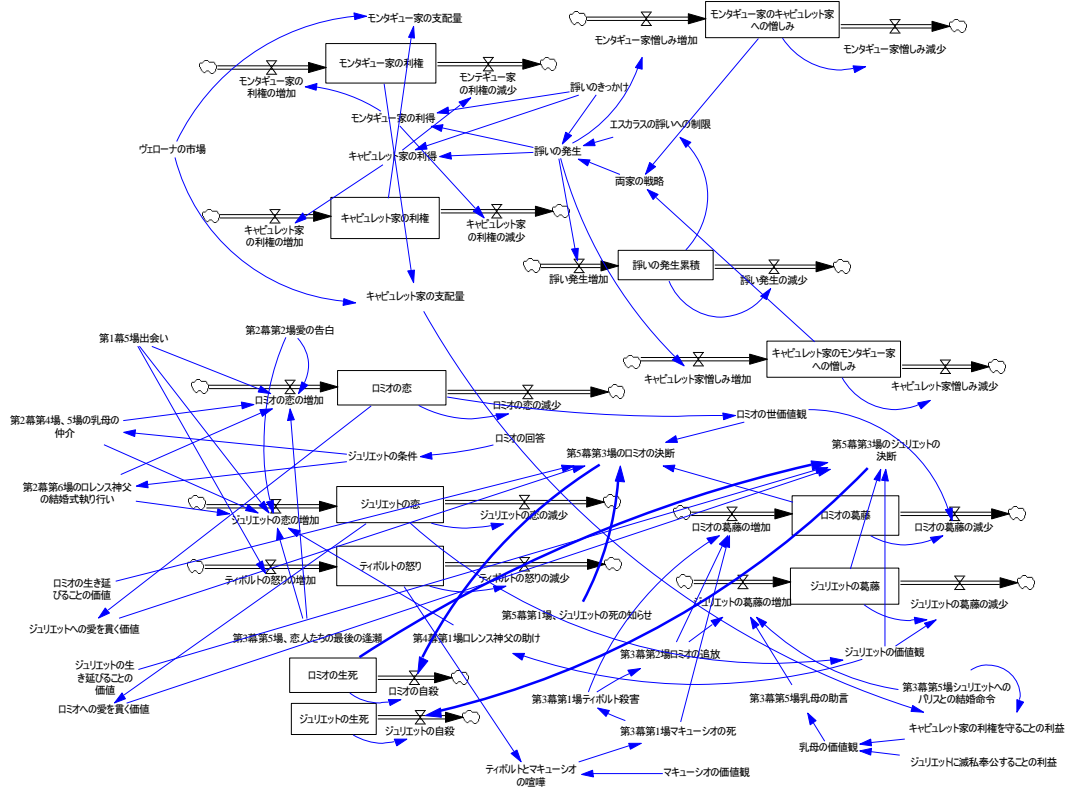 モンタギュー家の支配量
モンタギュー家の利権
モンタギュー家の
利権の増加
モンテギュー家
の利権の減少
モンタギュー家憎しみ増加
モンタギュー家のキャピュレット家
への憎しみ
モンタギュー家憎しみ減少
諍いのきっかけ
モンタギュー家の利得
エスカラスの諍いへの制限
ヴェローナの市場
キャピュレット家の利得
諍いの発生
両家の戦略
キャピュレット家の利権
キャピュレット家
の利権の増加
キャピュレット家
の利権の減少
諍いの発生累積
諍い発生増加
諍い発生の減少
キャピュレット家の支配量
第1幕5場出会い
第2幕第2場愛の告白
キャピュレット家のモンタギュー家
への憎しみ
キャピュレット家憎しみ増加
キャピュレット家憎しみ減少
ロミオの恋
ロミオの恋の増加
ロミオの恋の減少
ロミオの世価値観
第2幕第4場、5場の乳母の
仲介
ロミオの回答
ジュリエットの条件
第5幕第3場のロミオの決断
第5幕第3場のジュリエットの
決断
第2幕第6場のロレンス神父
の結婚式執り行い
ジュリエットの恋
ジュリエットの恋の増加
ジュリエットの恋の減少
ロミオの葛藤
ロミオの葛藤の増加
ロミオの葛藤の減少
ティボルトの怒り
ティボルトの怒りの増加
ティボルトの怒りの減少
ロミオの生き延
びることの価値
ジュリエットの葛藤
ジュリエットの葛藤の増加
ジュリエットの葛藤の減少
第5幕第1場、ジュリエットの死の知らせ
ジュリエットへの愛を貫く価値
第3幕第5場、恋人たちの最後の逢瀬
第4幕第1場ロレンス神父の助け
第3幕第2場ロミオの追放
ジュリエットの価値観
ジュリエットの生
き延びることの
価値
ロミオの生死
ロミオの自殺
第3幕第1場ティボルト殺害
第3幕第5場乳母の助言
第3幕第5場ジュリエットへの
パリスとの結婚命令
ロミオへの愛を貫く価値
ジュリエットの生死
ジュリエットの自殺
第3幕第1場マキューシオの死
キャピュレット家の利権を守ることの利益
乳母の価値観
ジュリエットに滅私奉公することの利益
ティボルトとマキューシオ
の喧嘩
マキューシオの価値観